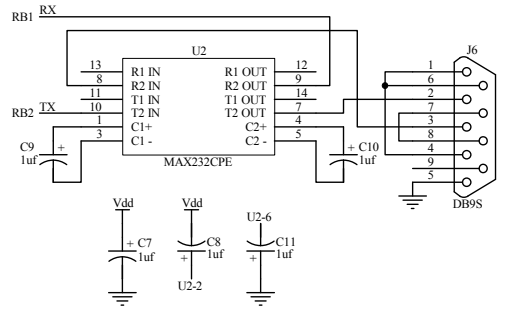 RB1 RX
U2
J6
13 R1 IN R1 OUT 12
8 R2 IN R2 OUT 9
11 T1 IN T1 OUT 14
RB2 TX 10 T2 IN T2 OUT 7
1 C1+ C2+ 4
3 C1 - C2 - 5
MAX232CPE
C9 + 1uf
+ C10 1uf
1
6
2
7
3
8
4
9
5
DB9S
Vdd
+ C7
1uf
Vdd
C8
+ 1uf
U2-2
U2-6
C11
+ 1uf